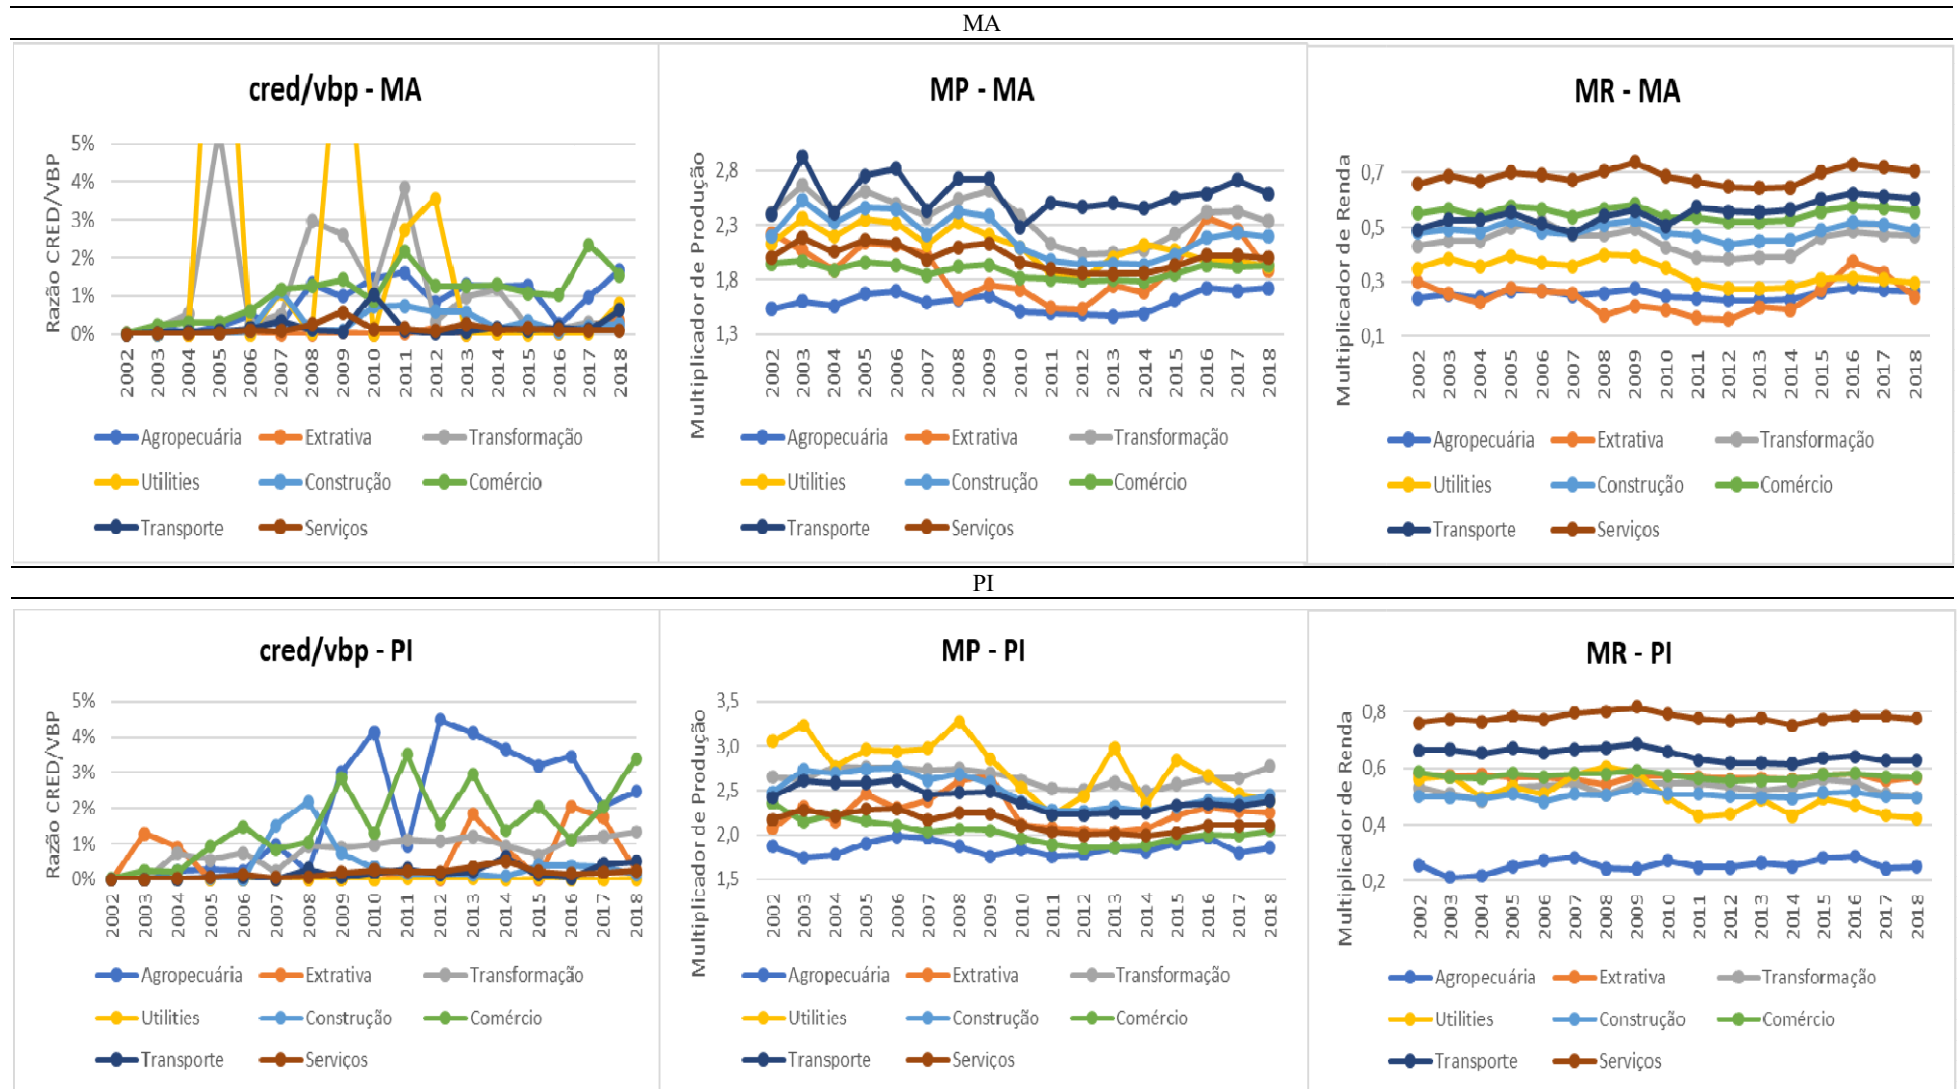 MA
cred/vbp - MA
Razão CRED/VBP
5%
4%
3%
2%
1%
0%
2002 2003 2004 2005 2006 2007 2008 2009 2010 2011 2012 2013 2014 2015 2016 2017 2018
Agropecuária Extrativa Transformação
Utilities Construção Comércio
Transporte Serviços
MP - MA
Multiplicador de Produção
2,8
2,3
1,8
1,3
2002 2003 2004 2005 2006 2007 2008 2009 2010 2011 2012 2013 2014 2015 2016 2017 2018
Agropecuária Extrativa Transformação
Utilities Construção Comércio
Transporte Serviços
MR - MA
Multiplicador de Renda
0,7
0,5
0,3
0,1
2002 2003 2004 2005 2006 2007 2008 2009 2010 2011 2012 2013 2014 2015 2016 2017 2018
Agropecuária Extrativa Transformação
Utilities Construção Comércio
Transporte Serviços
PI
cred/vbp - PI
Razão CRED/VBP
5%
4%
3%
2%
1%
0%
2002 2003 2004 2005 2006 2007 2008 2009 2010 2011 2012 2013 2014 2015 2016 2017 2018
Agropecuária Extrativa Transformação
Utilities Construção Comércio
Transporte Serviços
MP - PI
Multiplicador de Produção
3,5
3,0
2,5
2,0
1,5
2002 2003 2004 2005 2006 2007 2008 2009 2010 2011 2012 2013 2014 2015 2016 2017 2018
Agropecuária Extrativa Transformação
Utilities Construção Comércio
Transporte Serviços
MR - PI
Multiplicador de Renda
0,8
0,6
0,4
0,2
2002 2003 2004 2005 2006 2007 2008 2009 2010 2011 2012 2013 2014 2015 2016 2017 2018
Agropecuária Extrativa Transformação
Utilities Construção Comércio
Transporte Serviços